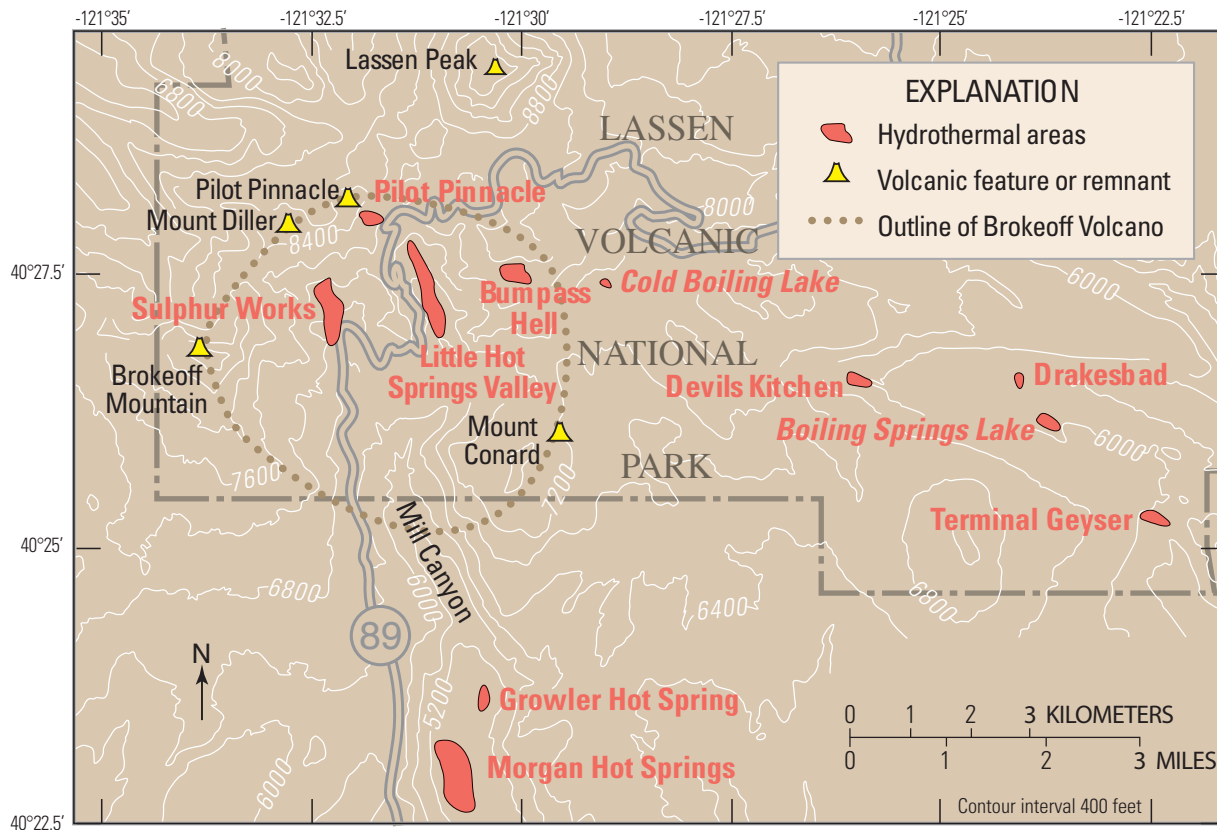 -121°35′
-121°32.5′
-121°30′
-121°27.5′
-121°25′
-121°22.5′
Lassen Peak
8000
6800
8800
LASSEN
EXPLANATION
Hydrothermal areas
Volcanic feature or remnant
Outline of Brokeoff Volcano
Pilot Pinnacle
Pilot Pinnacle
Mount Diller
8400
8000
VOLCANIC
40°27.5′
Sulphur Works
Bumpass
Hell
Cold Boiling Lake
6000
Brokeoff
Mountain
Little Hot
Springs Valley
NATIONAL
Devils Kitchen
Drakesbad
Mount
Conard
Boiling Springs Lake
6000
7600
7200
PARK
Mill Canyon
Terminal Geyser
40°25′
6800
6000
6400
6800
89
N
5200
Growler Hot Spring
Morgan Hot Springs
6000
0 1 2 3 KILOMETERS
0 1 2 3 MILES
Contour interval 400 feet
40°22.5′